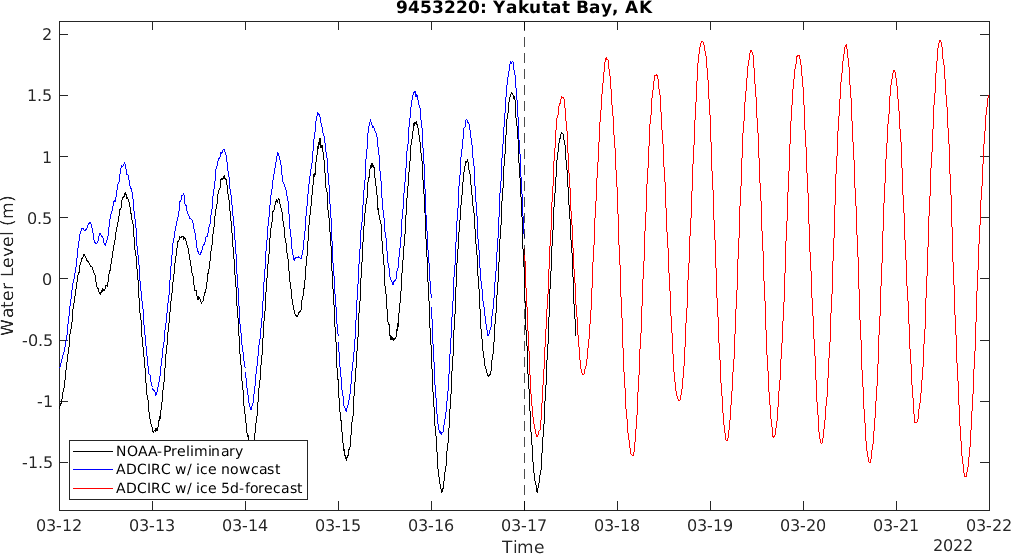 9453220: Yakutat Bay, AK
Water Level (m)
2
1.5
1
0.5
0
-0.5
-1
-1.5
NOAA-Preliminary
ADCIRC w/ ice nowcast
ADCIRC w/ ice 5d-forecast
03-12 03-13 03-14 03-15 03-16 03-17 03-18 03-19 03-20 03-21 03-22
Time
2022